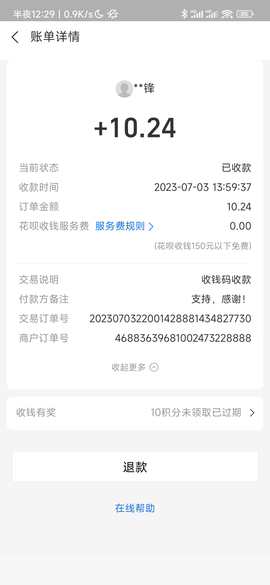 半夜12:29 | 0.9K/s
85
账单详情
**锋
+10.24
当前状态 已收款
收款时间 2023-07-03 13:59:37
订单金额 10.24
花呗收钱服务费 服务费规则 0.00
(花呗收钱150元以下免费)
交易说明 收钱码收款
付款方备注 支持，感谢！
交易订单号 2023070322001428881434827730
商户订单号 46883639681002473228888
收起更多
收钱有奖 10积分未领取已过期
退款
在线帮助